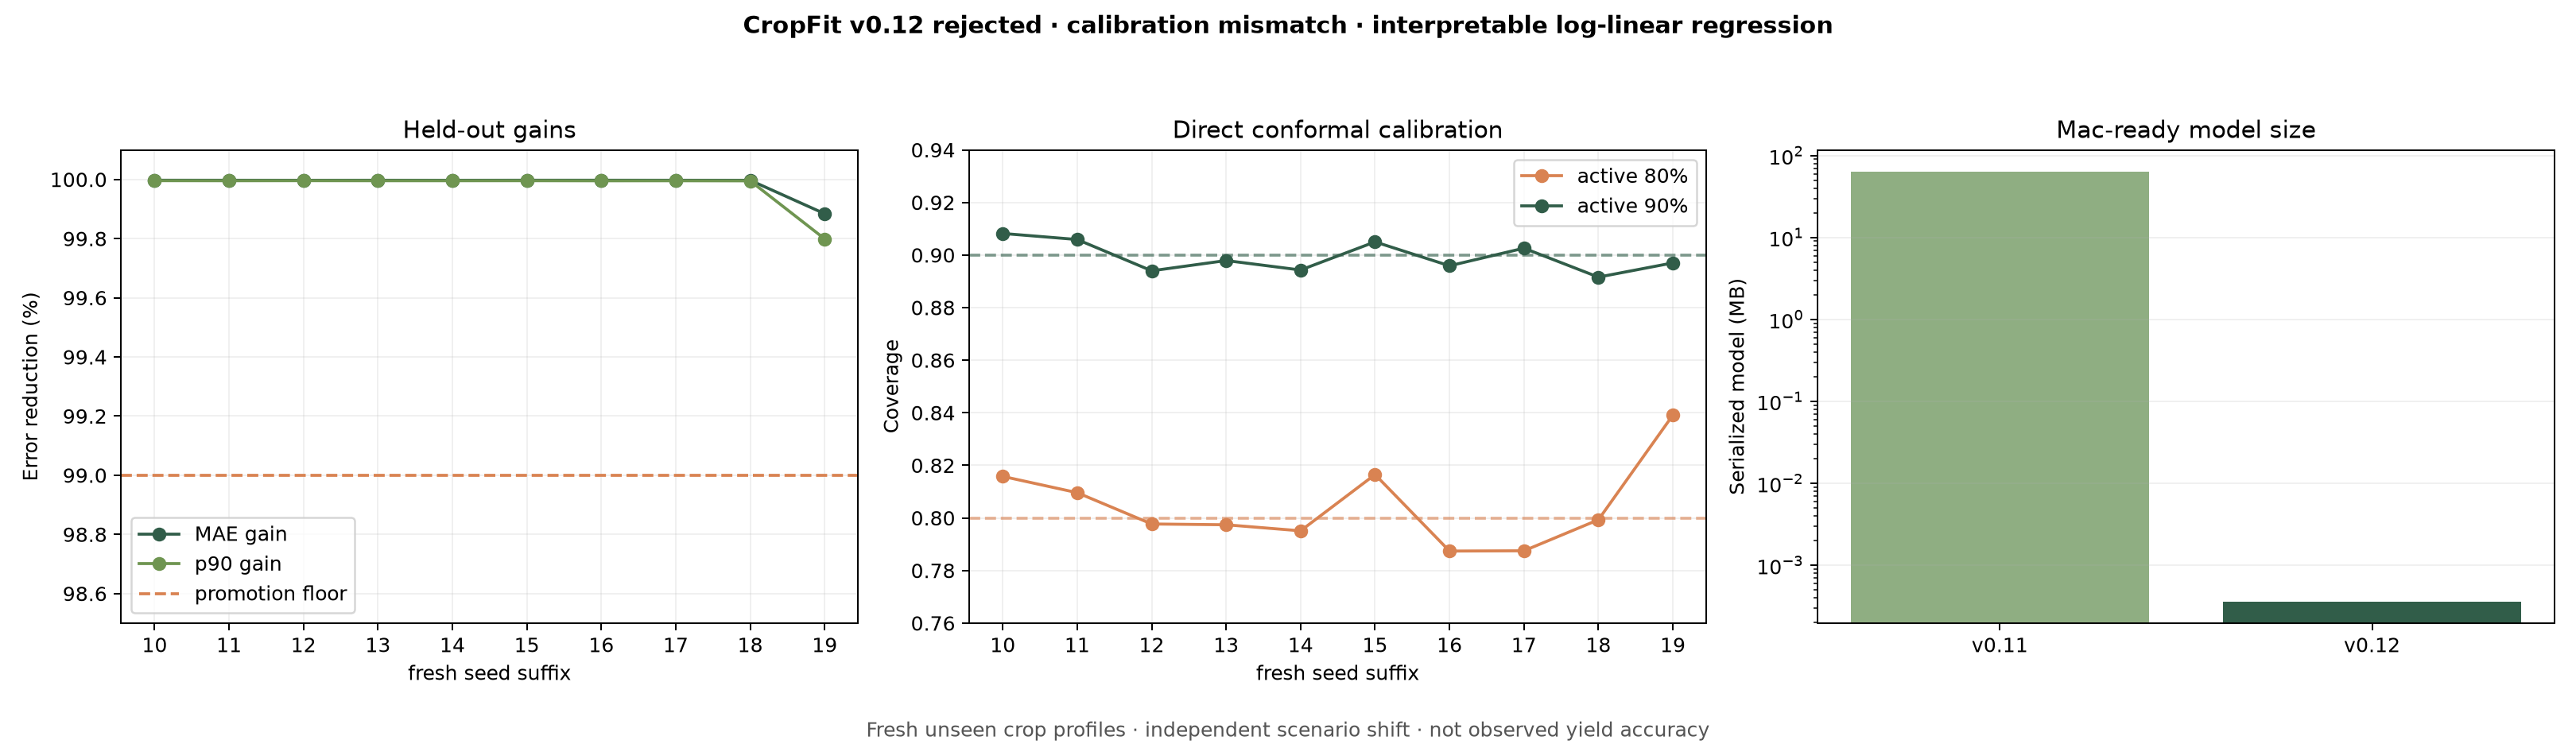 CropFit v0.12 rejected · calibration mismatch · interpretable log-linear regression
Held-out gains
Error reduction (%)
100.0
99.8
99.6
99.4
99.2
99.0
98.8
98.6
MAE gain
p90 gain
promotion floor
10 11 12 13 14 15 16 17 18 19
fresh seed suffix
Direct conformal calibration
Coverage
0.94
0.92
0.90
0.88
0.86
0.84
0.82
0.80
0.78
0.76
active 80%
active 90%
10 11 12 13 14 15 16 17 18 19
fresh seed suffix
Mac-ready model size
Serialized model (MB)
10²
10¹
10⁰
10⁻¹
10⁻²
10⁻³
v0.11 v0.12
Fresh unseen crop profiles · independent scenario shift · not observed yield accuracy